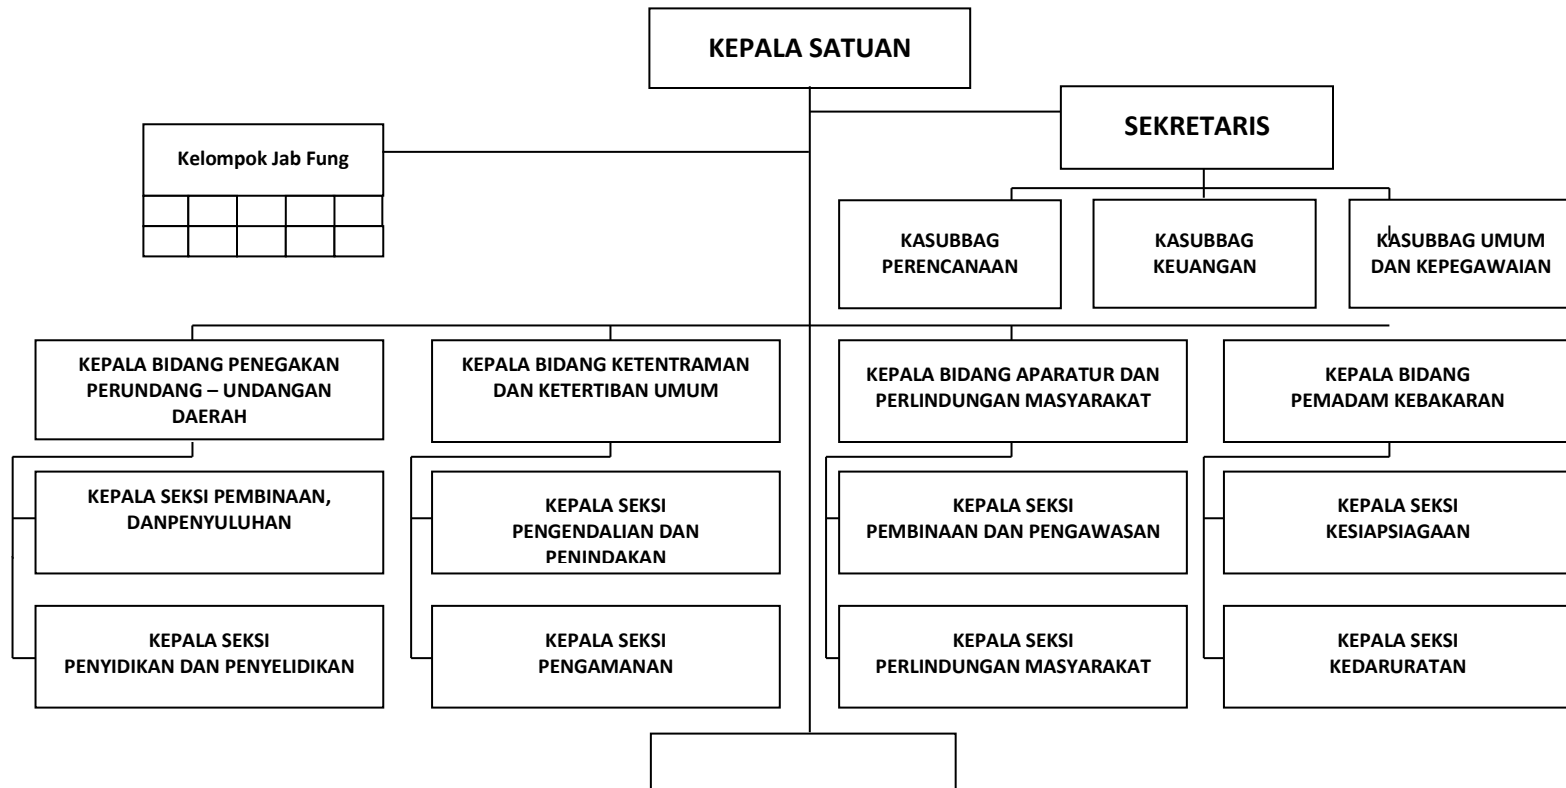 KEPALA SATUAN
SEKRETARIS
Kelompok Jab Fung
KASUBBAG
PERENCANAAN
KASUBBAG
KEUANGAN
KASUBBAG UMUM
DAN KEPEGAWAIAN
KEPALA BIDANG PENEGAKAN
PERUNDANG – UNDANGAN
DAERAH
KEPALA BIDANG KETENTRAMAN
DAN KETERTIBAN UMUM
KEPALA BIDANG APARATUR DAN
PERLINDUNGAN MASYARAKAT
KEPALA BIDANG
PEMADAM KEBAKARAN
KEPALA SEKSI PEMBINAAN,
DANPENYULUHAN
KEPALA SEKSI
PENGENDALIAN DAN
PENINDAKAN
KEPALA SEKSI
PEMBINAAN DAN PENGAWASAN
KEPALA SEKSI
KESIAPSIAGAAN
KEPALA SEKSI
PENYIDIKAN DAN PENYELIDIKAN
KEPALA SEKSI
PENGAMANAN
KEPALA SEKSI
PERLINDUNGAN MASYARAKAT
KEPALA SEKSI
KEDARURATAN